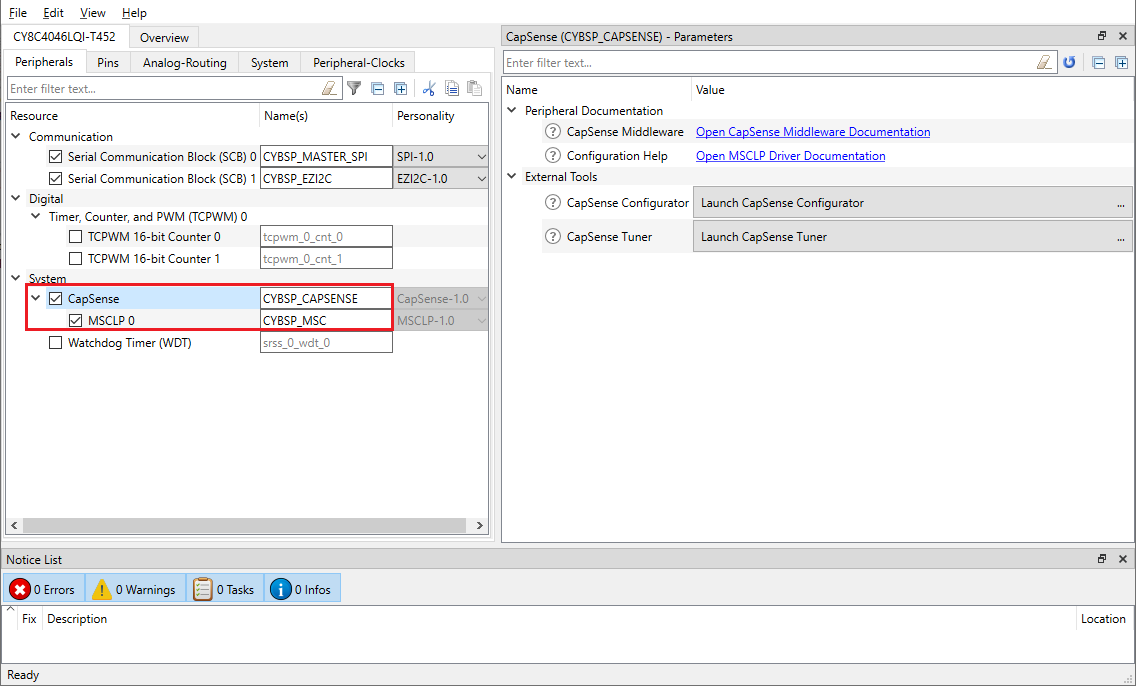 File Edit View Help
CY8C4046LQI-T452 Overview
Peripherals Pins Analog-Routing System Peripheral-Clocks
Enter filter text...
Resource Name(s) Personality
Communication
Serial Communication Block (SCB) 0 CYBSP_MASTER_SPI SPI-1.0
Serial Communication Block (SCB) 1 CYBSP_EZI2C EZI2C-1.0
Digital
Timer, Counter, and PWM (TCPWM) 0
TCPWM 16-bit Counter 0 tcpwm_0_cnt_0
TCPWM 16-bit Counter 1 tcpwm_0_cnt_1
System
CapSense CYBSP_CAPSENSE CapSense-1.0
MSCLP 0 CYBSP_MSC MSCLP-1.0
Watchdog Timer (WDT) srss_0_wdt_0
CapSense (CYBSP_CAPSENSE) - Parameters
Enter filter text...
Name Value
Peripheral Documentation
? CapSense Middleware Open CapSense Middleware Documentation
? Configuration Help Open MSCLP Driver Documentation
External Tools
? CapSense Configurator Launch CapSense Configurator ...
? CapSense Tuner Launch CapSense Tuner ...
Notice List
0 Errors 0 Warnings 0 Tasks 0 Infos
Fix Description Location
Ready